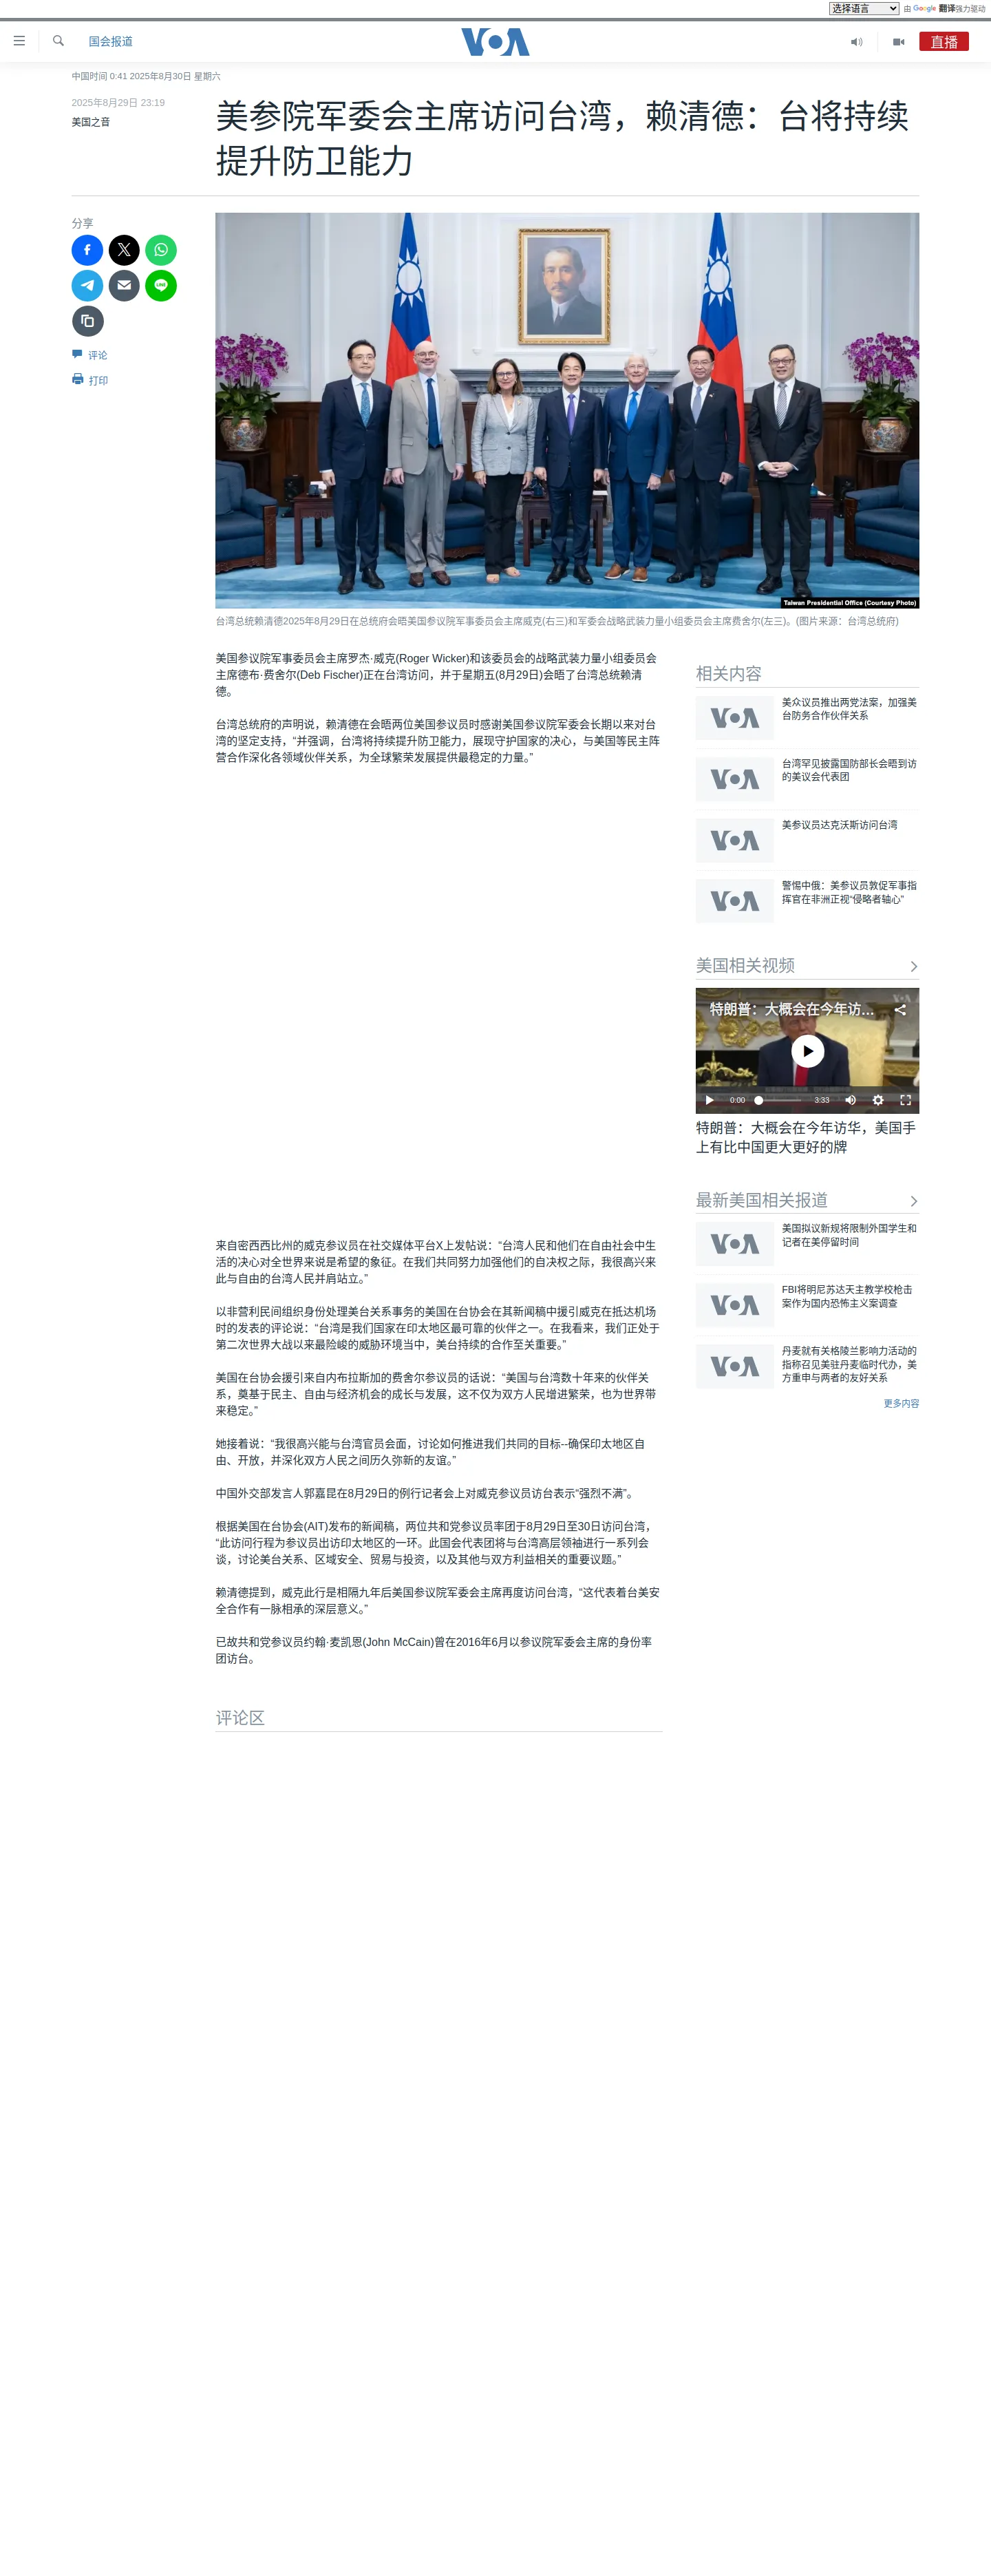 选择语言
由 Google 翻译强力驱动
国会报道
VOA
直播
中国时间 0:41 2025年8月30日 星期六
2025年8月29日 23:19
美国之音
美参院军委会主席访问台湾，赖清德：台将持续
提升防卫能力
分享
评论
打印
Taiwan Presidential Office (Courtesy Photo)
台湾总统赖清德2025年8月29日在总统府会晤美国参议院军事委员会主席威克(右三)和军委会战略武装力量小组委员会主席费舍尔(左三)。(图片来源：台湾总统府)
美国参议院军事委员会主席罗杰·威克(Roger Wicker)和该委员会的战略武装力量小组委员会
主席德布·费舍尔(Deb Fischer)正在台湾访问，并于星期五(8月29日)会晤了台湾总统赖清
德。
台湾总统府的声明说，赖清德在会晤两位美国参议员时感谢美国参议院军委会长期以来对台
湾的坚定支持，“并强调，台湾将持续提升防卫能力，展现守护国家的决心，与美国等民主阵
营合作深化各领域伙伴关系，为全球繁荣发展提供最稳定的力量。”
来自密西西比州的威克参议员在社交媒体平台X上发帖说：“台湾人民和他们在自由社会中生
活的决心对全世界来说是希望的象征。在我们共同努力加强他们的自决权之际，我很高兴来
此与自由的台湾人民并肩站立。”
以非营利民间组织身份处理美台关系事务的美国在台协会在其新闻稿中援引威克在抵达机场
时的发表的评论说：“台湾是我们国家在印太地区最可靠的伙伴之一。在我看来，我们正处于
第二次世界大战以来最险峻的威胁环境当中，美台持续的合作至关重要。”
美国在台协会援引来自内布拉斯加的费舍尔参议员的话说：“美国与台湾数十年来的伙伴关
系，奠基于民主、自由与经济机会的成长与发展，这不仅为双方人民增进繁荣，也为世界带
来稳定。”
她接着说：“我很高兴能与台湾官员会面，讨论如何推进我们共同的目标--确保印太地区自
由、开放，并深化双方人民之间历久弥新的友谊。”
中国外交部发言人郭嘉昆在8月29日的例行记者会上对威克参议员访台表示“强烈不满”。
根据美国在台协会(AIT)发布的新闻稿，两位共和党参议员率团于8月29日至30日访问台湾，
“此访问行程为参议员出访印太地区的一环。此国会代表团将与台湾高层领袖进行一系列会
谈，讨论美台关系、区域安全、贸易与投资，以及其他与双方利益相关的重要议题。”
赖清德提到，威克此行是相隔九年后美国参议院军委会主席再度访问台湾，“这代表着台美安
全合作有一脉相承的深层意义。”
已故共和党参议员约翰·麦凯恩(John McCain)曾在2016年6月以参议院军委会主席的身份率
团访台。
评论区
相关内容
VOA
美众议员推出两党法案，加强美
台防务合作伙伴关系
VOA
台湾罕见披露国防部长会晤到访
的美议会代表团
VOA
美参议员达克沃斯访问台湾
VOA
警惕中俄：美参议员敦促军事指
挥官在非洲正视“侵略者轴心”
美国相关视频
VOA
特朗普：大概会在今年访...
0:00
3:33
特朗普：大概会在今年访华，美国手
上有比中国更大更好的牌
最新美国相关报道
VOA
美国拟议新规将限制外国学生和
记者在美停留时间
VOA
FBI将明尼苏达天主教学校枪击
案作为国内恐怖主义案调查
VOA
丹麦就有关格陵兰影响力活动的
指称召见美驻丹麦临时代办，美
方重申与两者的友好关系
更多内容